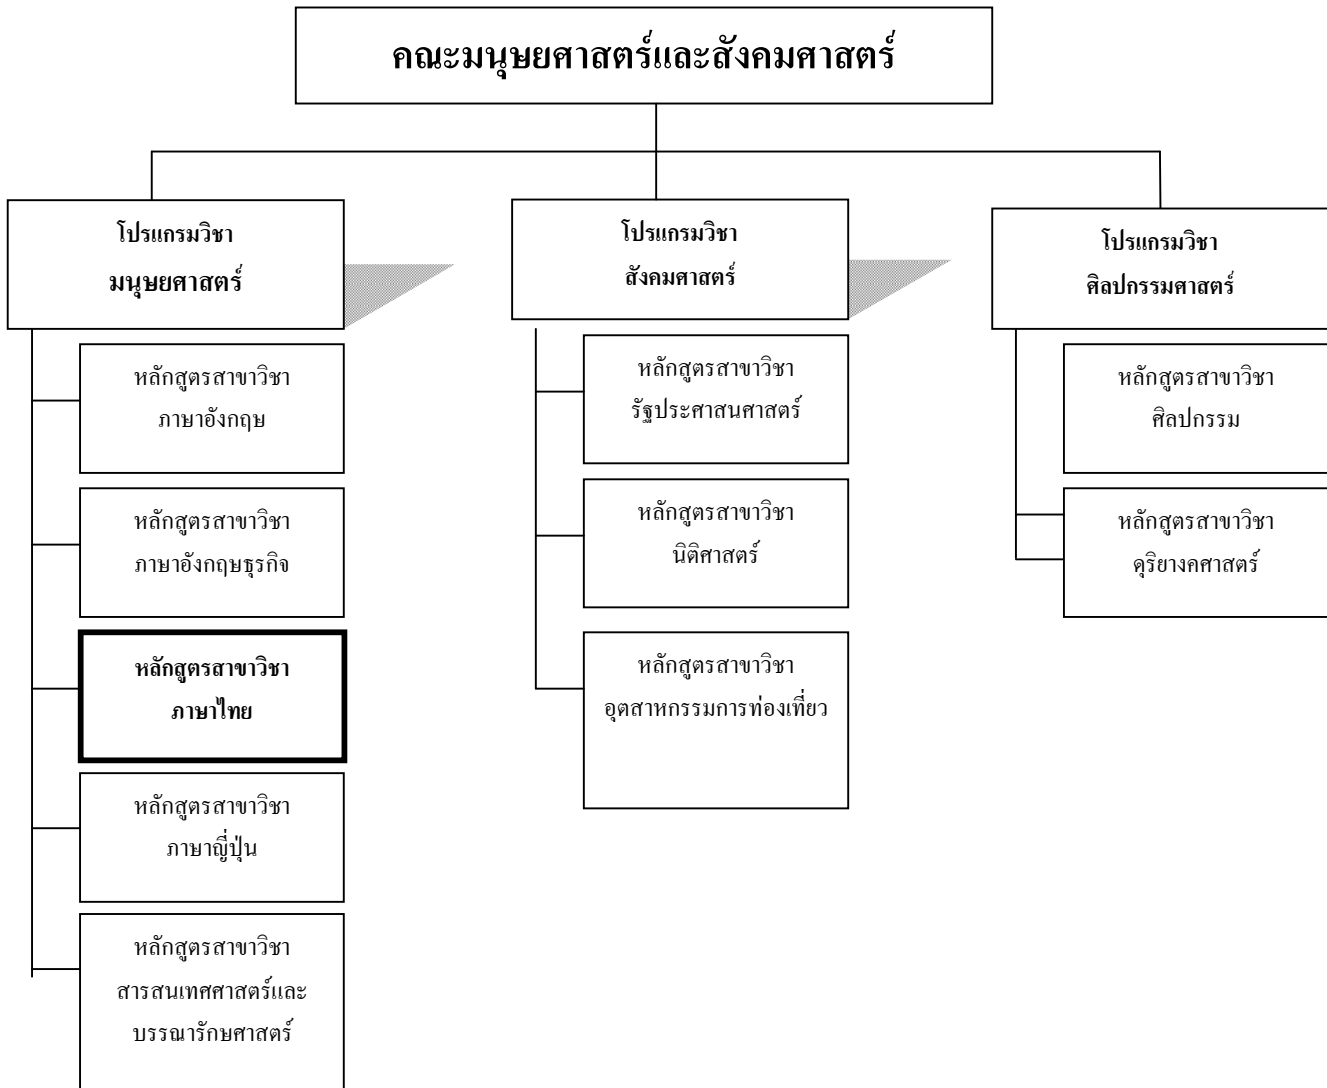 คณะมนุษยศาสตร์และสังคมศาสตร์
โปรแกรมวิชา
มนุษยศาสตร์
หลักสูตรสาขาวิชา
ภาษาอังกฤษ
หลักสูตรสาขาวิชา
ภาษาอังกฤษธุรกิจ
หลักสูตรสาขาวิชา
ภาษาไทย
หลักสูตรสาขาวิชา
ภาษาญี่ปุ่น
หลักสูตรสาขาวิชา
สารสนเทศศาสตร์และ
บรรณารักษศาสตร์
โปรแกรมวิชา
สังคมศาสตร์
หลักสูตรสาขาวิชา
รัฐประศาสนศาสตร์
หลักสูตรสาขาวิชา
นิติศาสตร์
หลักสูตรสาขาวิชา
อุตสาหกรรมการท่องเที่ยว
โปรแกรมวิชา
ศิลปกรรมศาสตร์
หลักสูตรสาขาวิชา
ศิลปกรรม
หลักสูตรสาขาวิชา
ดุริยางคศาสตร์